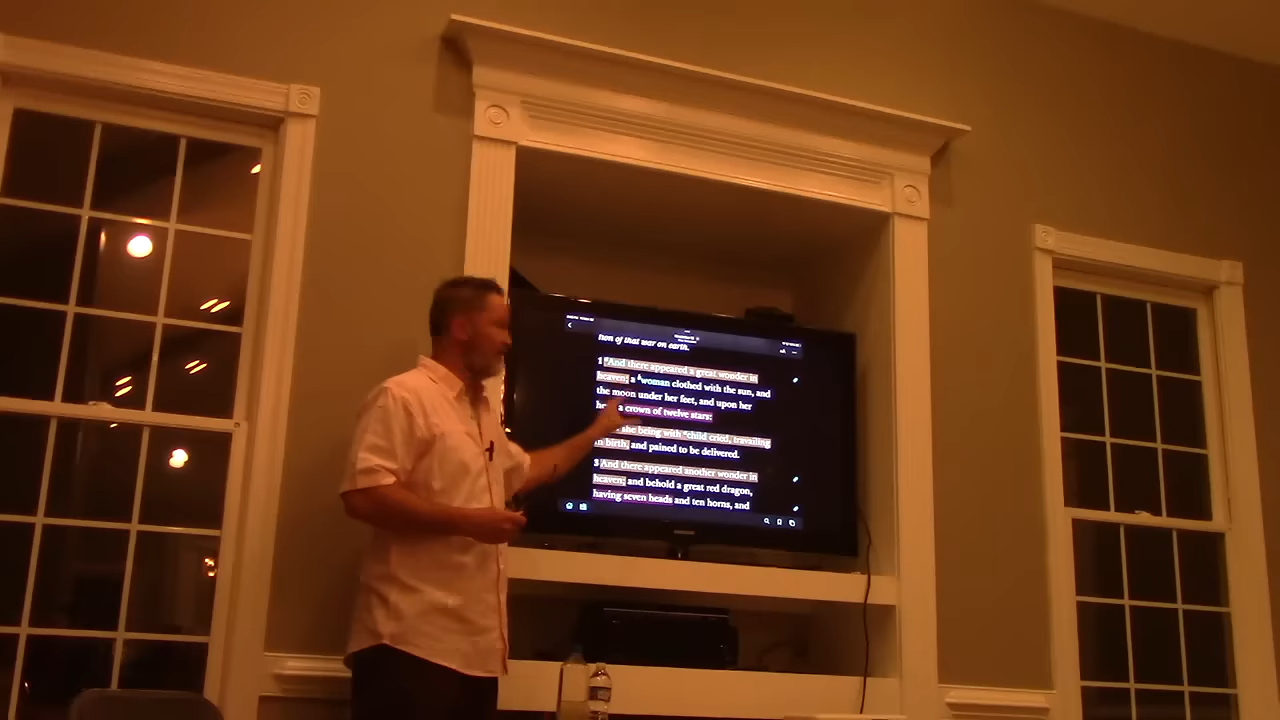 tion of that war on earth.
1 And there appeared a great wonder in
heaven; a woman clothed with the sun, and
the moon under her feet, and upon her
a crown of twelve stars:
she being with child cried, travailing
in birth, and pained to be delivered.
3 And there appeared another wonder in
heaven; and behold a great red dragon,
having seven heads and ten horns, and
SAMSUNG